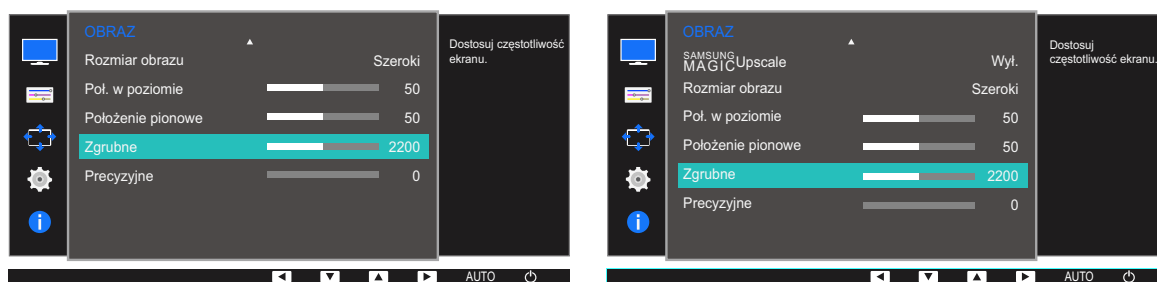 OBRAZ
Rozmiar obrazu Szeroki
Poł. w poziomie 50
Położenie pionowe 50
Zgrubne 2200
Precyzyjne 0
Dostosuj częstotliwość
ekranu.
AUTO
OBRAZ
SAMSUNG
MAGIC Upscale Wył.
Rozmiar obrazu Szeroki
Poł. w poziomie 50
Położenie pionowe 50
Zgrubne 2200
Precyzyjne 0
Dostosuj
częstotliwość ekranu.
AUTO